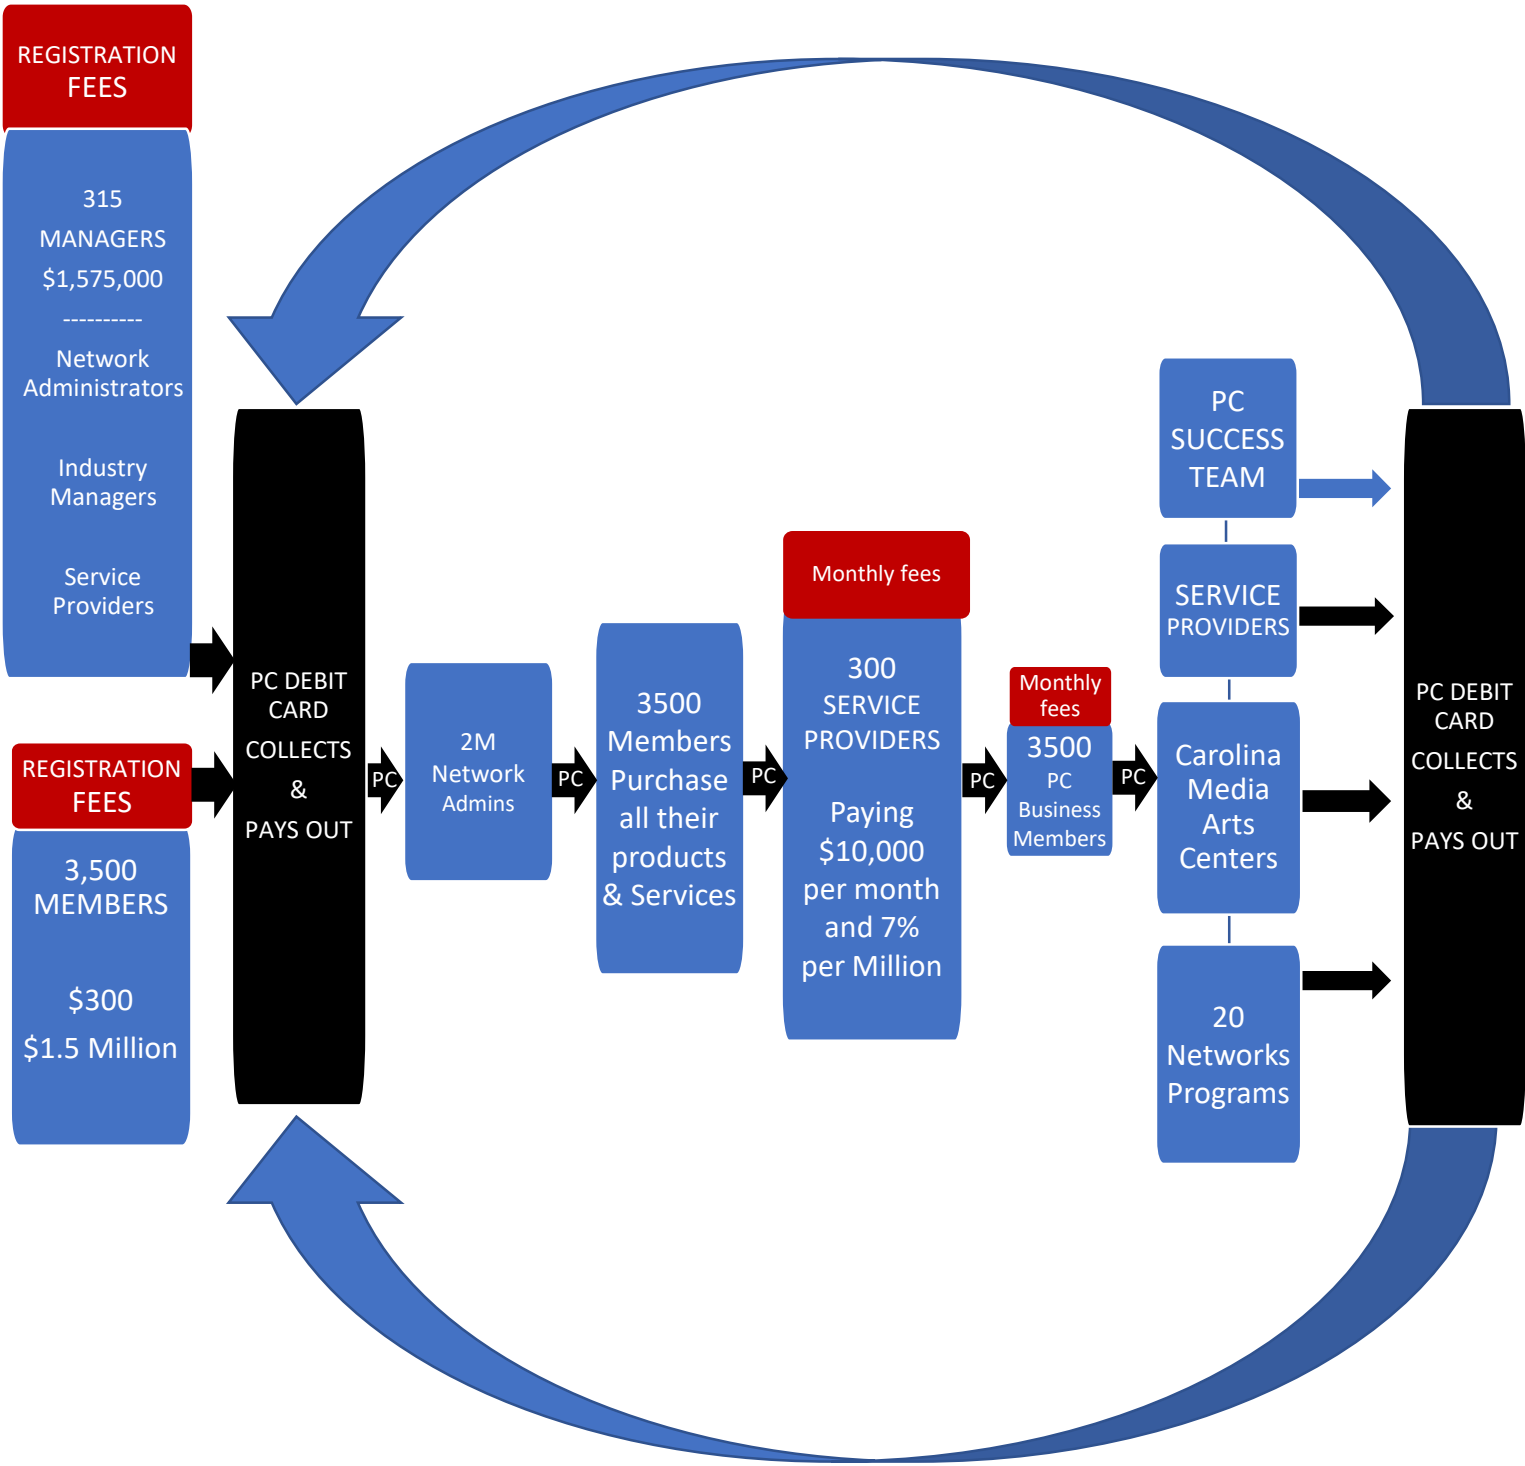 REGISTRATION
FEES
315
MANAGERS
$1,575,000
----------
Network
Administrators
Industry
Managers
Service
Providers
REGISTRATION
FEES
3,500
MEMBERS
$300
$1.5 Million
PC DEBIT
CARD
COLLECTS
&
PAYS OUT
PC
2M
Network
Admins
PC
3500
Members
Purchase
all their
products
& Services
PC
Monthly fees
300
SERVICE
PROVIDERS
Paying
$10,000
per month
and 7%
per Million
PC
Monthly
fees
3500
PC
Business
Members
PC
PC
SUCCESS
TEAM
SERVICE
PROVIDERS
Carolina
Media
Arts
Centers
20
Networks
Programs
PC DEBIT
CARD
COLLECTS
&
PAYS OUT